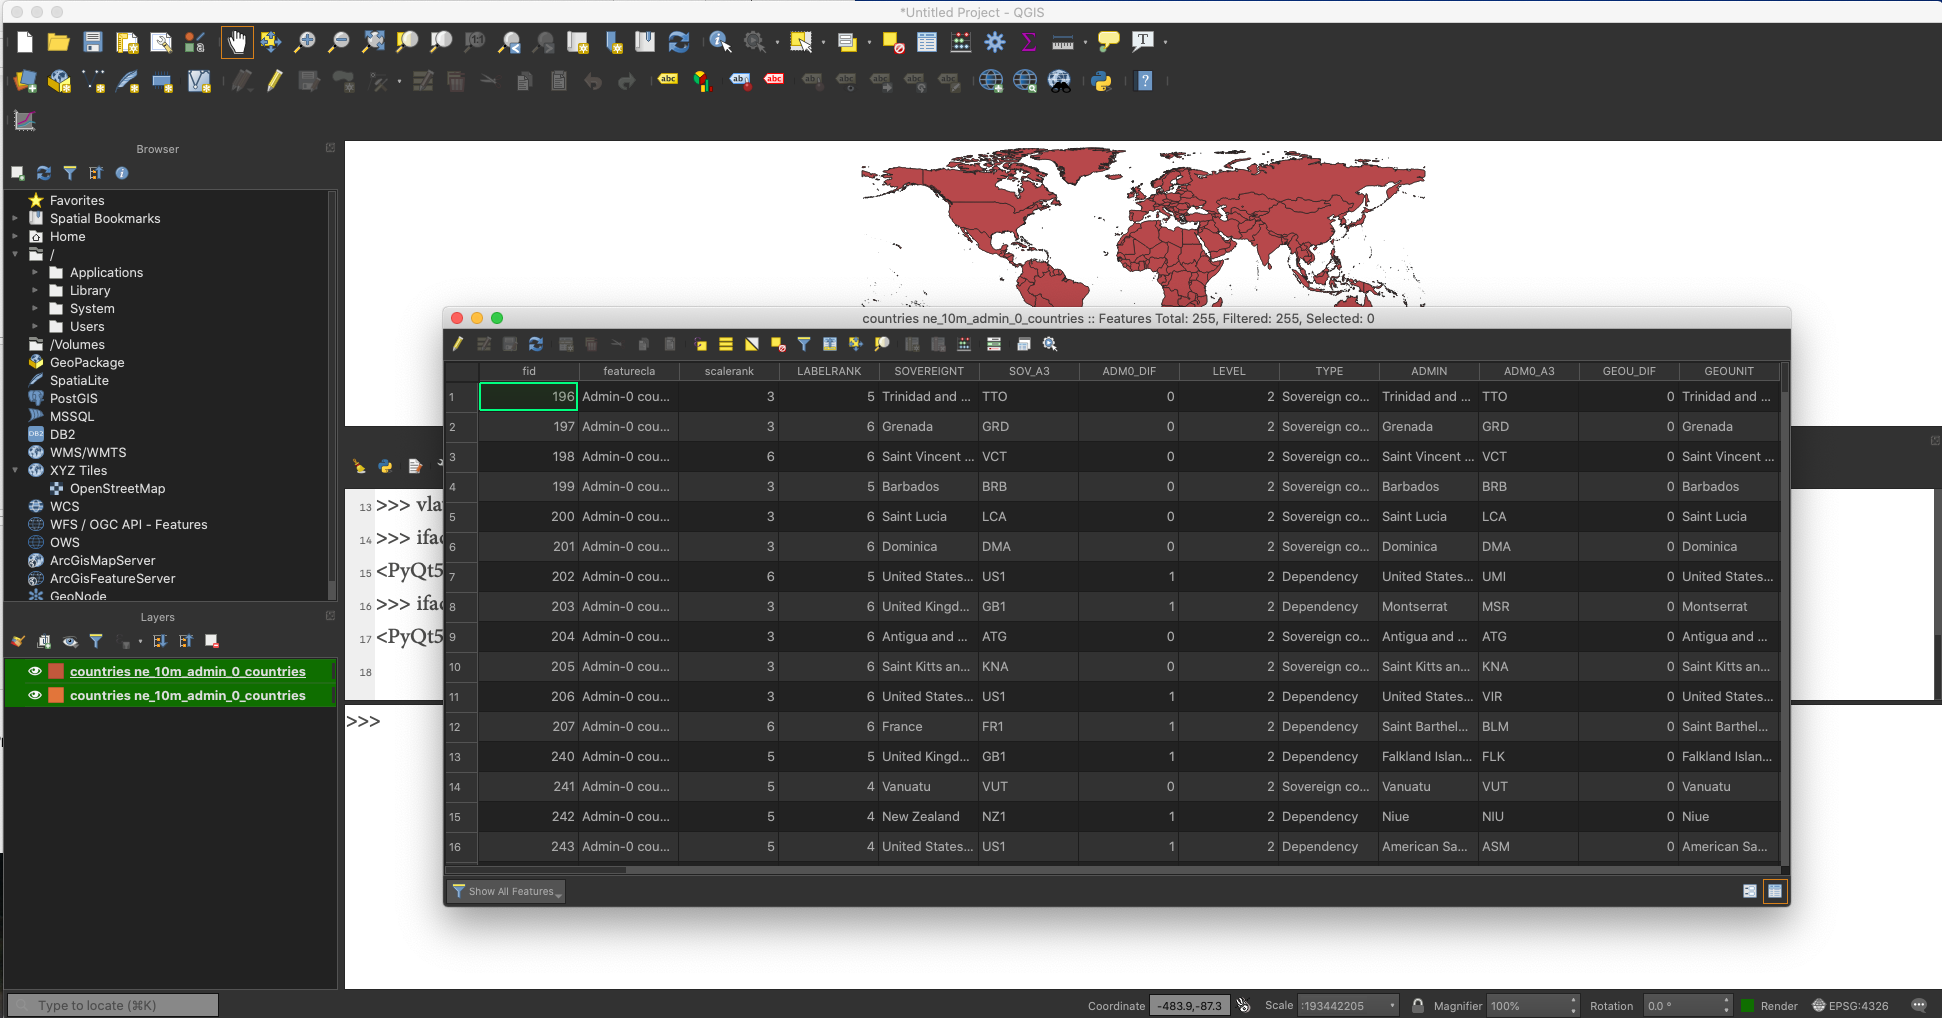 *Untitled Project - QGIS
Browser
Favorites
Spatial Bookmarks
Home
/
Applications
Library
System
Users
/Volumes
GeoPackage
SpatiaLite
PostGIS
MSSQL
DB2
WMS/WMTS
XYZ Tiles
OpenStreetMap
WCS
WFS / OGC API - Features
OWS
ArcGisMapServer
ArcGisFeatureServer
GeoNode
Layers
countries ne_10m_admin_0_countries
countries ne_10m_admin_0_countries
13 >>> vla
14 >>> ifac
15 <PyQt5
16 >>> ifac
17 <PyQt5
18
>>>
countries ne_10m_admin_0_countries :: Features Total: 255, Filtered: 255, Selected: 0
fid featurecla scalerank LABELRANK SOVEREIGNT SOV_A3 ADM0_DIF LEVEL TYPE ADMIN ADM0_A3 GEOU_DIF GEOUNIT
1 196 Admin-0 cou... 3 5 Trinidad and ... TTO 0 2 Sovereign co... Trinidad and ... TTO 0 Trinidad and ...
2 197 Admin-0 cou... 3 6 Grenada GRD 0 2 Sovereign co... Grenada GRD 0 Grenada
3 198 Admin-0 cou... 6 6 Saint Vincent ... VCT 0 2 Sovereign co... Saint Vincent ... VCT 0 Saint Vincent ...
4 199 Admin-0 cou... 3 5 Barbados BRB 0 2 Sovereign co... Barbados BRB 0 Barbados
5 200 Admin-0 cou... 3 6 Saint Lucia LCA 0 2 Sovereign co... Saint Lucia LCA 0 Saint Lucia
6 201 Admin-0 cou... 3 6 Dominica DMA 0 2 Sovereign co... Dominica DMA 0 Dominica
7 202 Admin-0 cou... 6 5 United States... US1 1 2 Dependency United States... UMI 0 United States...
8 203 Admin-0 cou... 3 6 United Kingd... GB1 1 2 Dependency Montserrat MSR 0 Montserrat
9 204 Admin-0 cou... 3 6 Antigua and ... ATG 0 2 Sovereign co... Antigua and ... ATG 0 Antigua and ...
10 205 Admin-0 cou... 3 6 Saint Kitts an... KNA 0 2 Sovereign co... Saint Kitts an... KNA 0 Saint Kitts an...
11 206 Admin-0 cou... 3 6 United States... US1 1 2 Dependency United States... VIR 0 United States...
12 207 Admin-0 cou... 6 6 France FR1 1 2 Dependency Saint Barthel... BLM 0 Saint Barthel...
13 240 Admin-0 cou... 5 5 United Kingd... GB1 1 2 Dependency Falkland Islan... FLK 0 Falkland Islan...
14 241 Admin-0 cou... 5 4 Vanuatu VUT 0 2 Sovereign co... Vanuatu VUT 0 Vanuatu
15 242 Admin-0 cou... 5 4 New Zealand NZ1 1 2 Dependency Niue NIU 0 Niue
16 243 Admin-0 cou... 5 4 United States... US1 1 2 Dependency American Sa... ASM 0 American Sa...
Show All Features
Type to locate (⌘K)
Coordinate -483.9,-87.3 Scale :193442205 Magnifier 100% Rotation 0.0 ° Render EPSG:4326